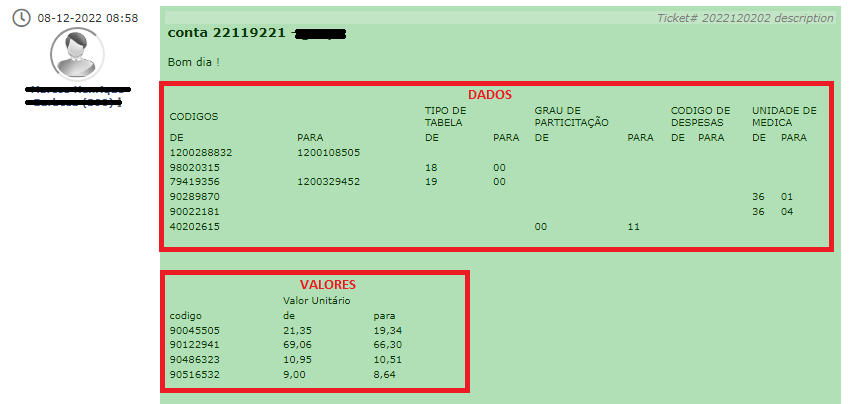 08-12-2022 08:58
Ticket# 2022120202 description
conta 22119221 -
Bom dia !
DADOS
CODIGOS TIPO DE TABELA GRAU DE PARTICITAÇÃO CODIGO DE DESPESAS UNIDADE DE MEDICA
DE PARA DE PARA DE PARA DE PARA DE PARA
1200288832 1200108505
98020315 18 00
79419356 1200329452 19 00
90289870 36 01
90022181 36 04
40202615 00 11
VALORES
Valor Unitário
codigo de para
90045505 21,35 19,34
90122941 69,06 66,30
90486323 10,95 10,51
90516532 9,00 8,64